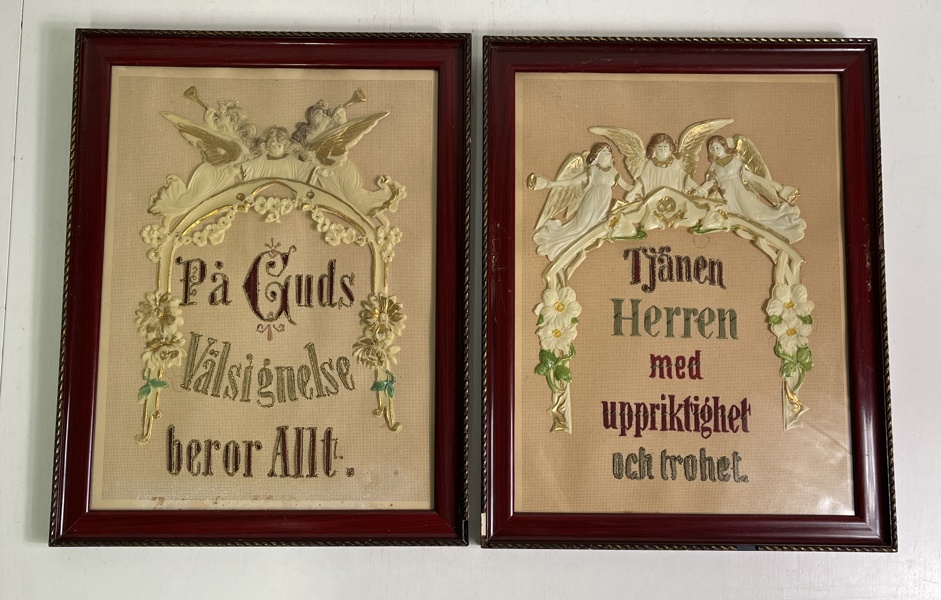 På Guds
Välsignelse
beror Allt.
Tjänen
Herren
med
uppriktighet
och trohet.